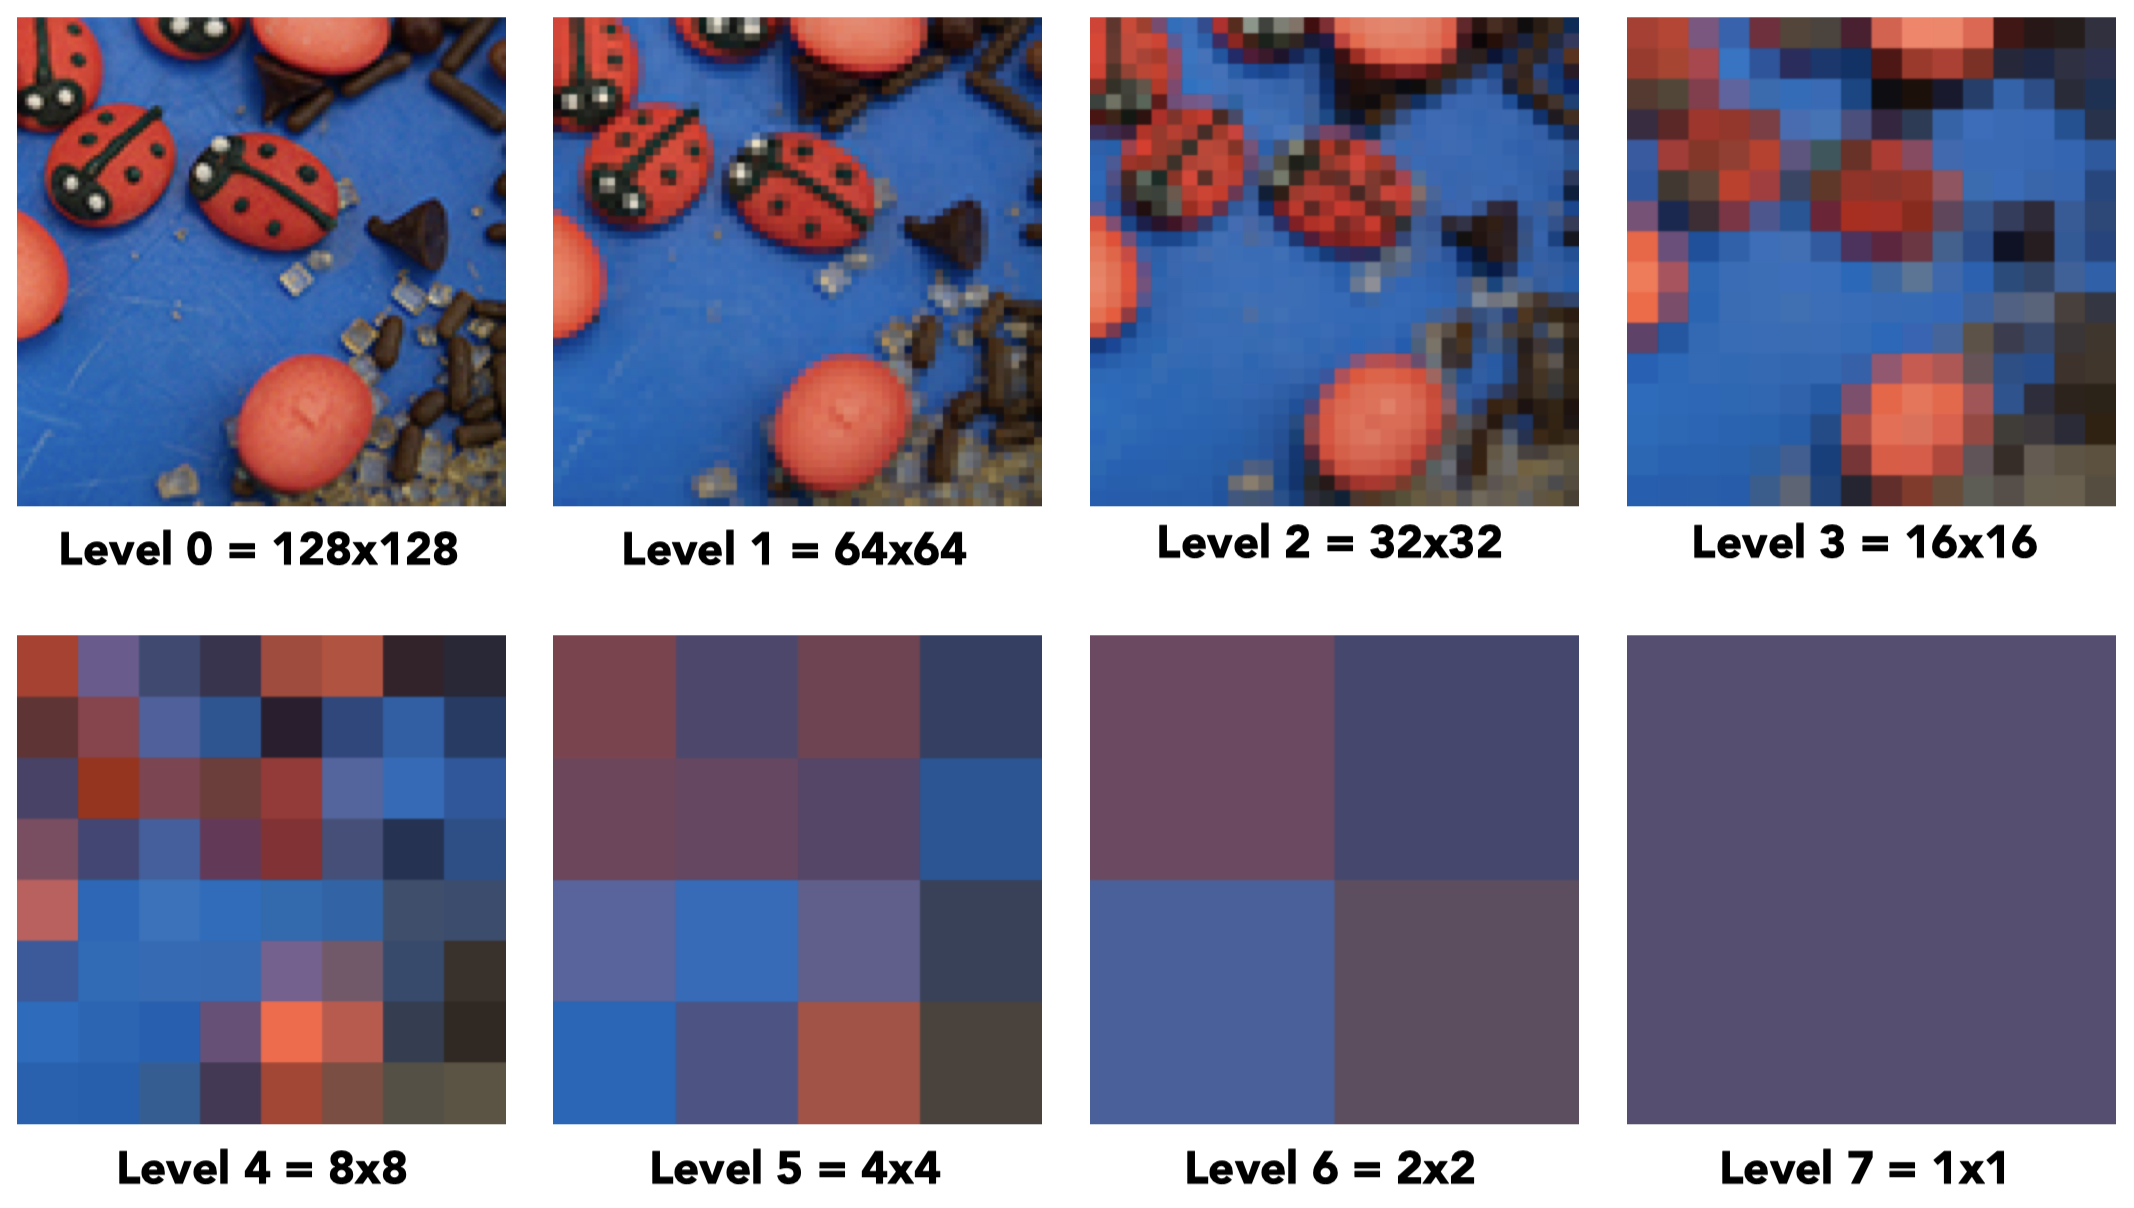 Level 0 = 128x128
Level 1 = 64x64
Level 2 = 32x32
Level 3 = 16x16
Level 4 = 8x8
Level 5 = 4x4
Level 6 = 2x2
Level 7 = 1x1